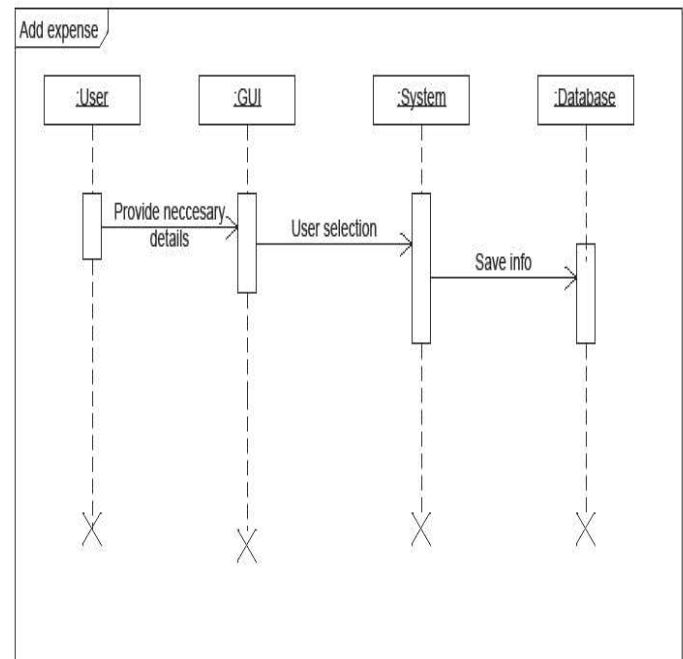 Add expense
:User
:GUI
:System
:Database
Provide neccesary
details
User selection
Save info